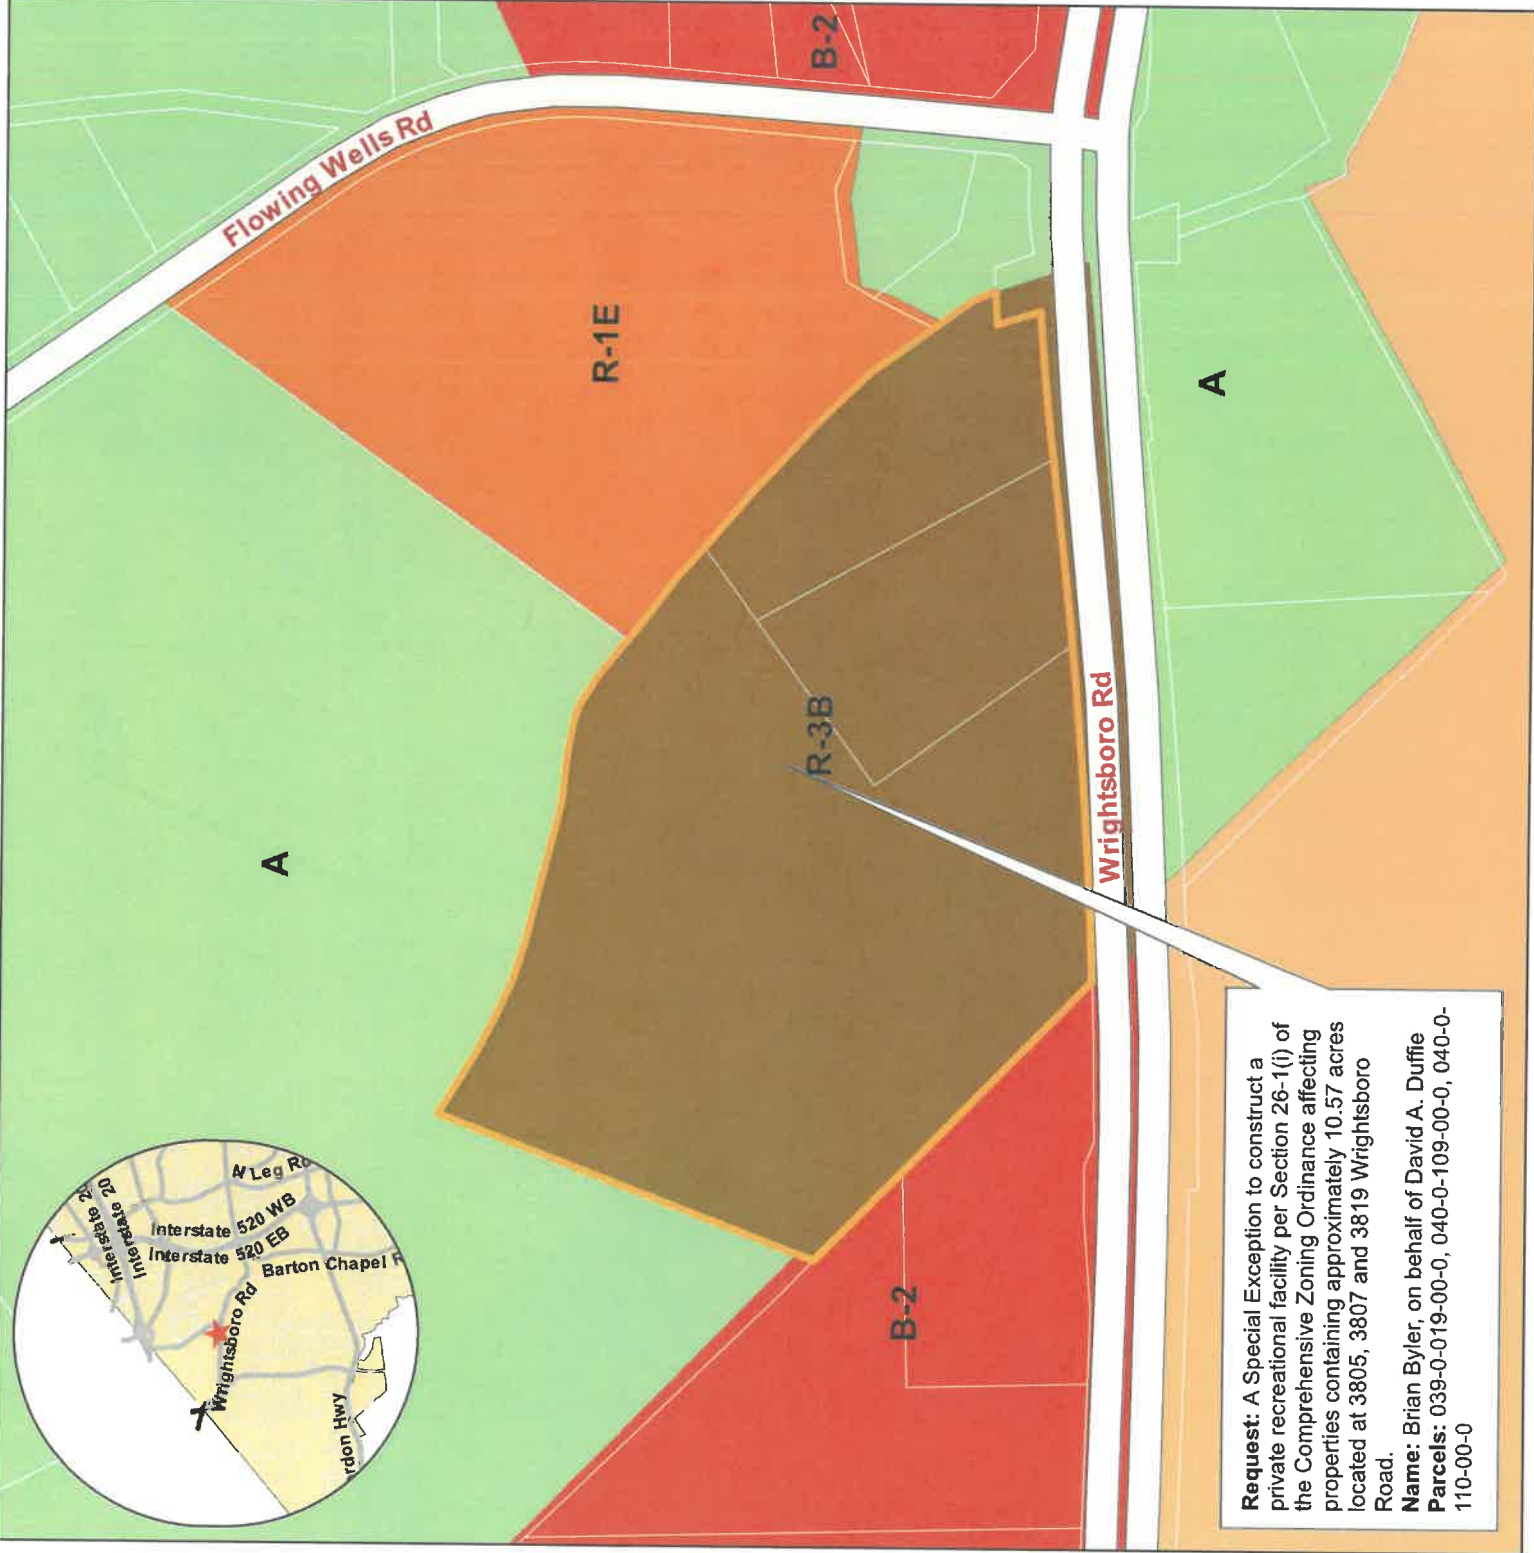 Interstate 20
Interstate 20
Interstate 520 WB
Interstate 520 EB
Barton Chapel R
Wrightsboro Rd
rdon Hwy
Leg Rd
A
Flowing Wells Rd
R-1E
B-2
R-3B
B-2
Wrightsboro Rd
A
Request: A Special Exception to construct a
private recreational facility per Section 26-1(i) of
the Comprehensive Zoning Ordinance affecting
properties containing approximately 10.57 acres
located at 3805, 3807 and 3819 Wrightsboro
Road.
Name: Brian Byler, on behalf of David A. Duffie
Parcels: 039-0-019-00-0, 040-0-109-00-0, 040-0-
110-00-0